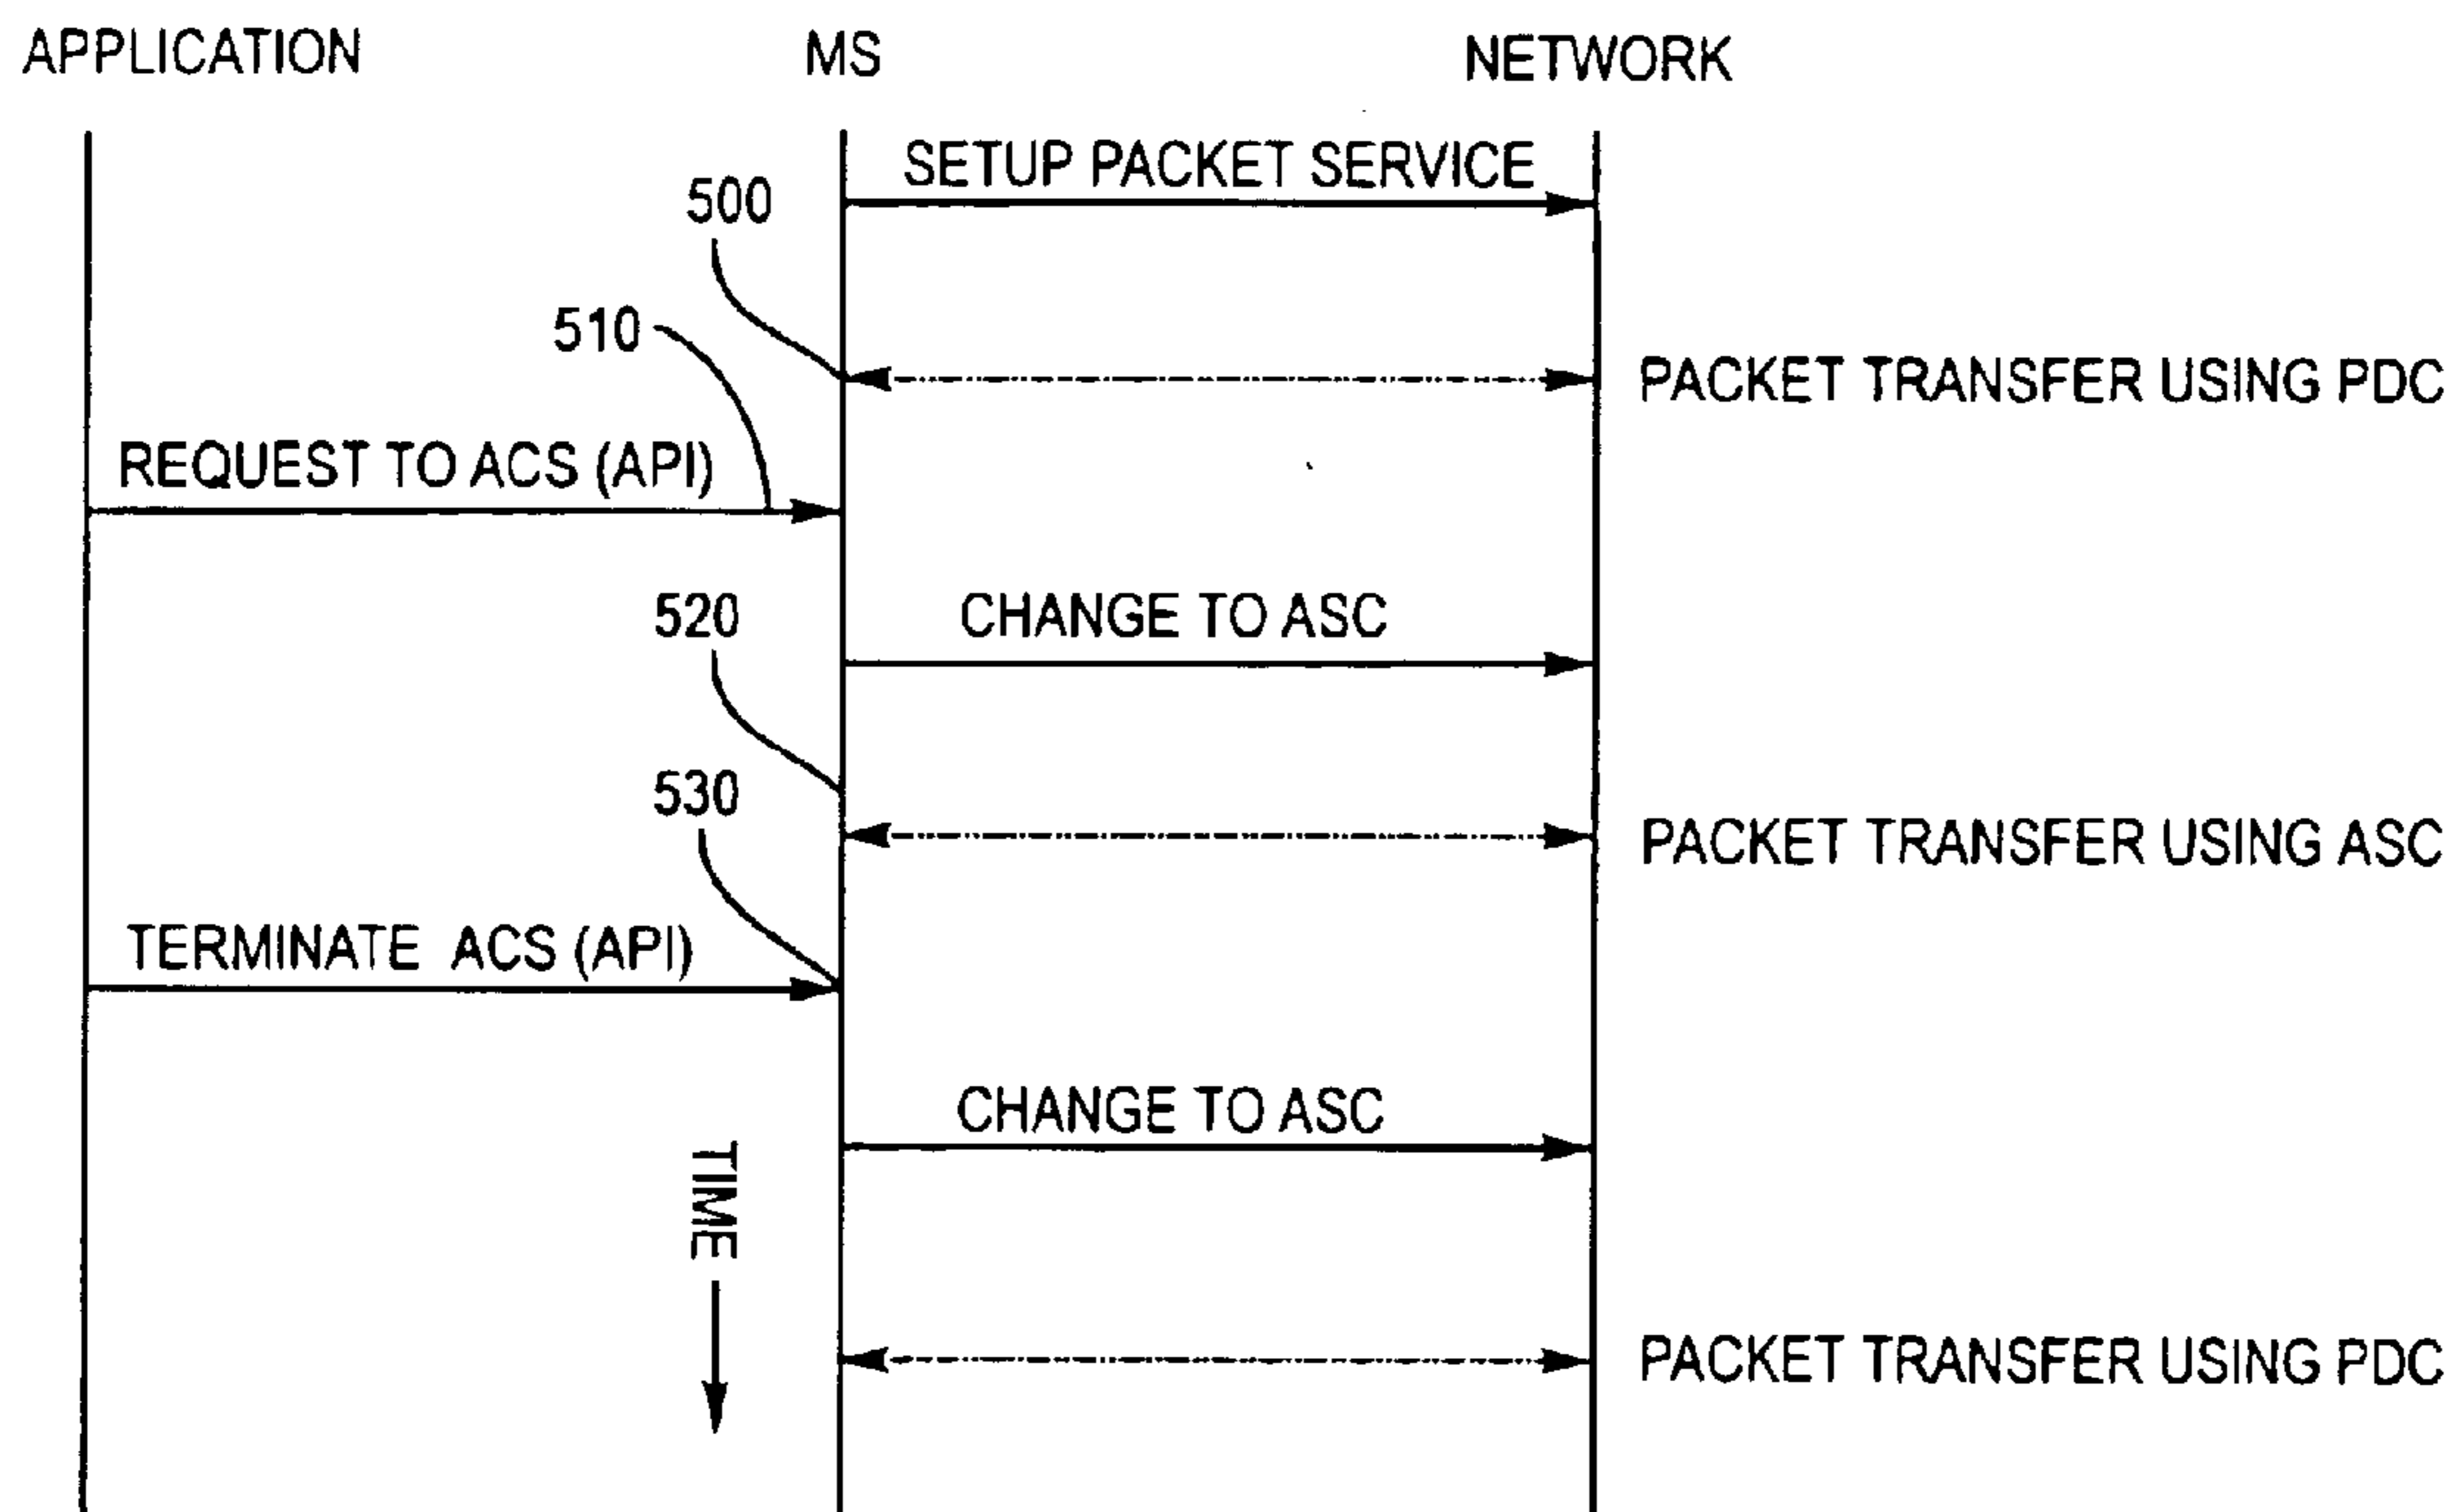 APPLICATION
MS
NETWORK
SETUP PACKET SERVICE
500
510
PACKET TRANSFER USING PDC
REQUEST TO ACS (API)
520
CHANGE TO ASC
530
PACKET TRANSFER USING ASC
TERMINATE ACS (API)
CHANGE TO ASC
TIME
PACKET TRANSFER USING PDC